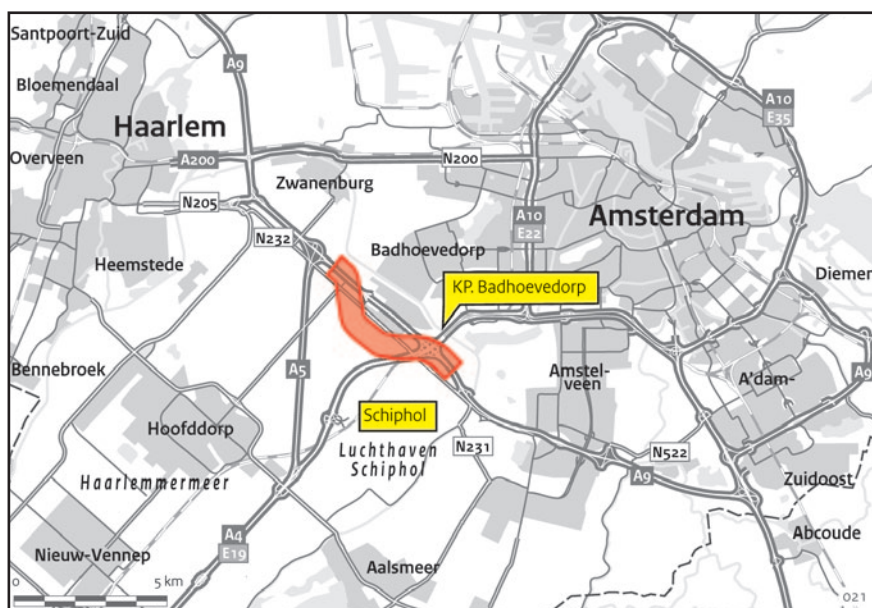 Santpoort-Zuid
Bloemendaal
A9
A10
E35
Haarlem
Overveen
A200
N200
Zwanenburg
N205
A10
E22
Amsterdam
N232
Badhoevedorp
Heemstede
Diemen
KP. Badhoevedorp
Bennebroek
A5
Amstel-
veen
A'dam-
A9
Schiphol
Hoofddorp
Luchthaven
Schiphol
N231
N522
Haarlemmermeer
A9
Zuidoost
A4
E19
Abcoude
Nieuw-Vennep
Aalsmeer
0
5 km
021